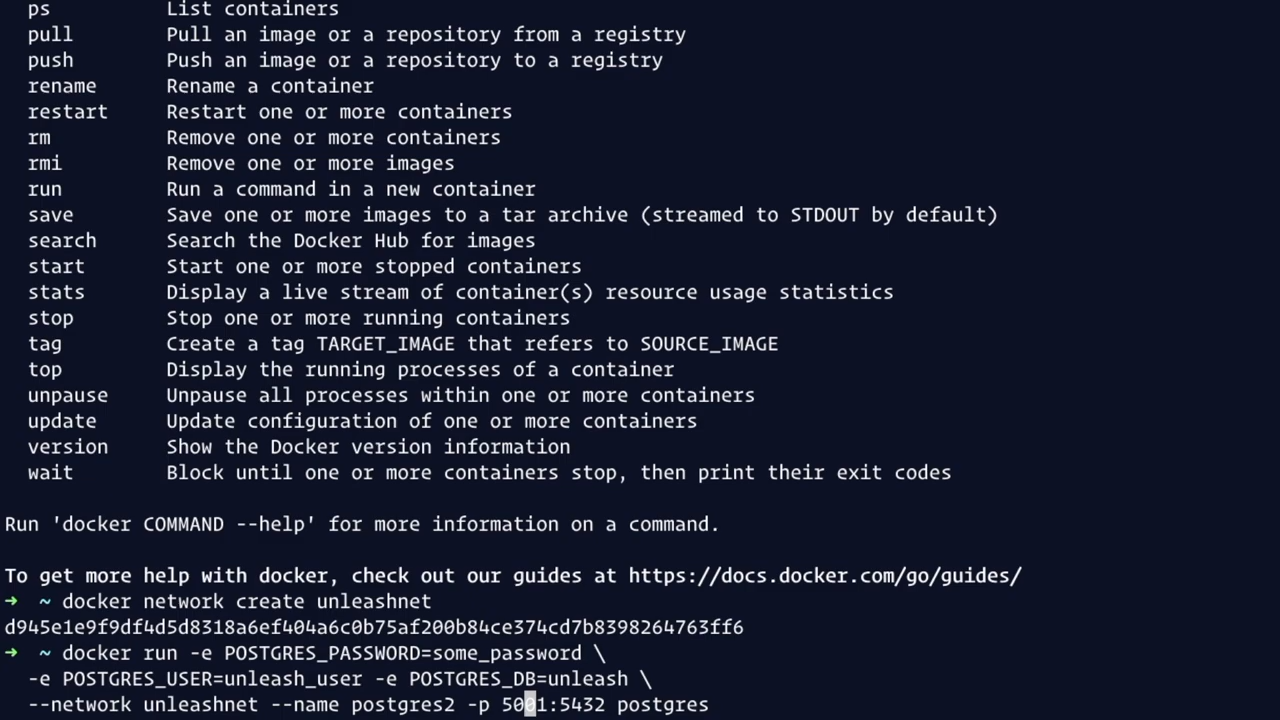 ps List containers
pull Pull an image or a repository from a registry
push Push an image or a repository to a registry
rename Rename a container
restart Restart one or more containers
rm Remove one or more containers
rmi Remove one or more images
run Run a command in a new container
save Save one or more images to a tar archive (streamed to STDOUT by default)
search Search the Docker Hub for images
start Start one or more stopped containers
stats Display a live stream of container(s) resource usage statistics
stop Stop one or more running containers
tag Create a tag TARGET_IMAGE that refers to SOURCE_IMAGE
top Display the running processes of a container
unpause Unpause all processes within one or more containers
update Update configuration of one or more containers
version Show the Docker version information
wait Block until one or more containers stop, then print their exit codes
Run 'docker COMMAND --help' for more information on a command.
To get more help with docker, check out our guides at https://docs.docker.com/go/guides/
→ ~ docker network create unleashnet
d945e1e9f9df4d5d8318a6ef404a6c0b75af200b84ce374cd7b8398264763ff6
→ ~ docker run -e POSTGRES_PASSWORD=some_password \
-e POSTGRES_USER=unleash_user -e POSTGRES_DB=unleash \
--network unleashnet --name postgres2 -p 5001:5432 postgres